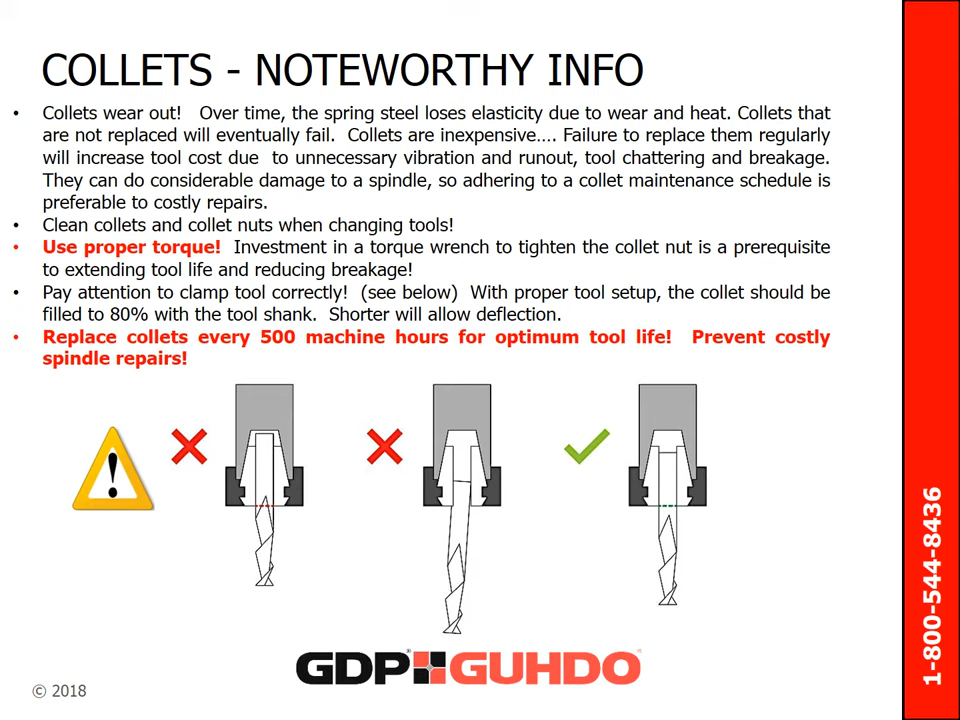 COLLETS - NOTEWORTHY INFO
• Collets wear out! Over time, the spring steel loses elasticity due to wear and heat. Collets that
are not replaced will eventually fail. Collets are inexpensive.... Failure to replace them regularly
will increase tool cost due to unnecessary vibration and runout, tool chattering and breakage.
They can do considerable damage to a spindle, so adhering to a collet maintenance schedule is
preferable to costly repairs.
• Clean collets and collet nuts when changing tools!
• Use proper torque! Investment in a torque wrench to tighten the collet nut is a prerequisite
to extending tool life and reducing breakage!
• Pay attention to clamp tool correctly! (see below) With proper tool setup, the collet should be
filled to 80% with the tool shank. Shorter will allow deflection.
• Replace collets every 500 machine hours for optimum tool life! Prevent costly
spindle repairs!
GDP® GUHDO®
© 2018
1-800-544-8436